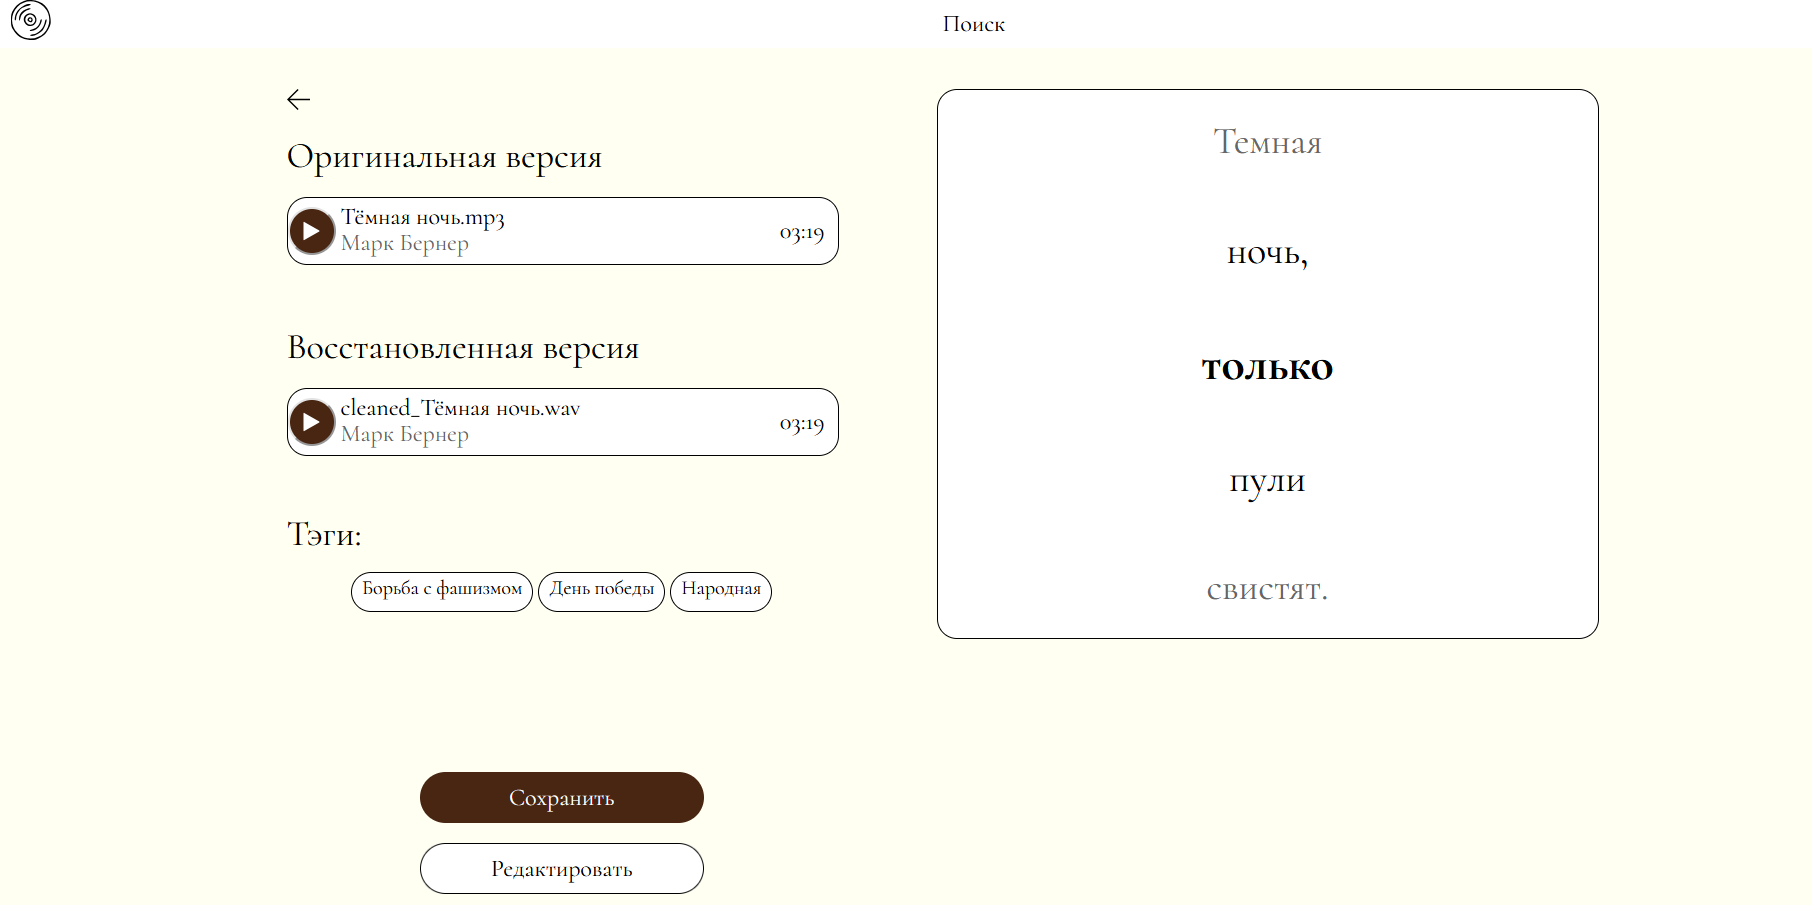 Поиск
Оригинальная версия
Тёмная ночь.mp3
Марк Бернер
03:19
Восстановленная версия
cleaned_Тёмная ночь.wav
Марк Бернер
03:19
Тэги:
Борьба с фашизмом
День победы
Народная
Сохранить
Редактировать
Темная
ночь,
только
пули
свистят.